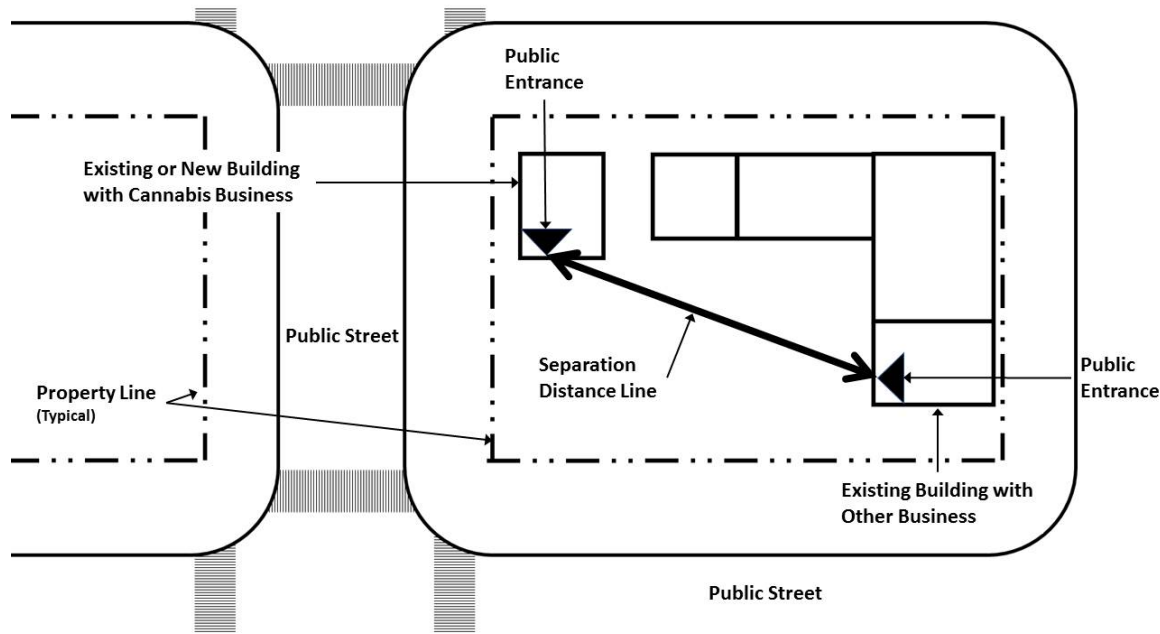 Public
Entrance
Existing or New Building
with Cannabis Business
Public Street
Separation
Distance Line
Property Line
(Typical)
Public
Entrance
Existing Building with
Other Business
Public Street